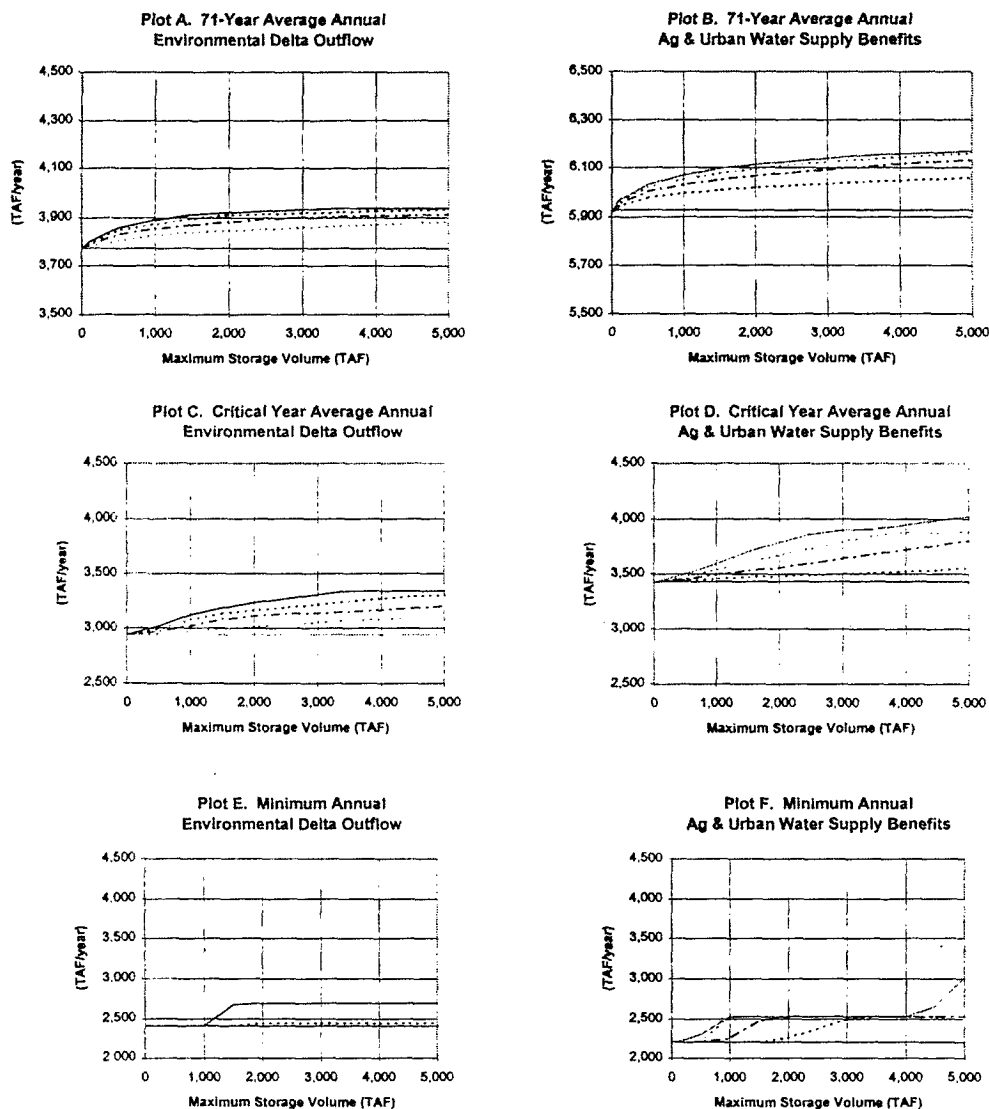 Plot A. 71-Year Average Annual
Environmental Delta Outflow
4,500
4,300
4,100
3,900
3,700
3,500
(TAF/year)
0 1,000 2,000 3,000 4,000 5,000
Maximum Storage Volume (TAF)
Plot B. 71-Year Average Annual
Ag & Urban Water Supply Benefits
6,500
6,300
6,100
5,900
5,700
5,500
(TAF/year)
0 1,000 2,000 3,000 4,000 5,000
Maximum Storage Volume (TAF)
Plot C. Critical Year Average Annual
Environmental Delta Outflow
4,500
4,000
3,500
3,000
2,500
(TAF/year)
0 1,000 2,000 3,000 4,000 5,000
Maximum Storage Volume (TAF)
Plot D. Critical Year Average Annual
Ag & Urban Water Supply Benefits
4,500
4,000
3,500
3,000
2,500
(TAF/year)
0 1,000 2,000 3,000 4,000 5,000
Maximum Storage Volume (TAF)
Plot E. Minimum Annual
Environmental Delta Outflow
4,500
4,000
3,500
3,000
2,500
2 000
(TAF/year)
0 1,000 2,000 3,000 4,000 5,000
Maximum Storage Volume (TAF)
Plot F. Minimum Annual
Ag & Urban Water Supply Benefits
4,500
4,000
3,500
3,000
2,500
2,000
(TAF/year)
0 1,000 2,000 3,000 4,000 5,000
Maximum Storage Volume (TAF)